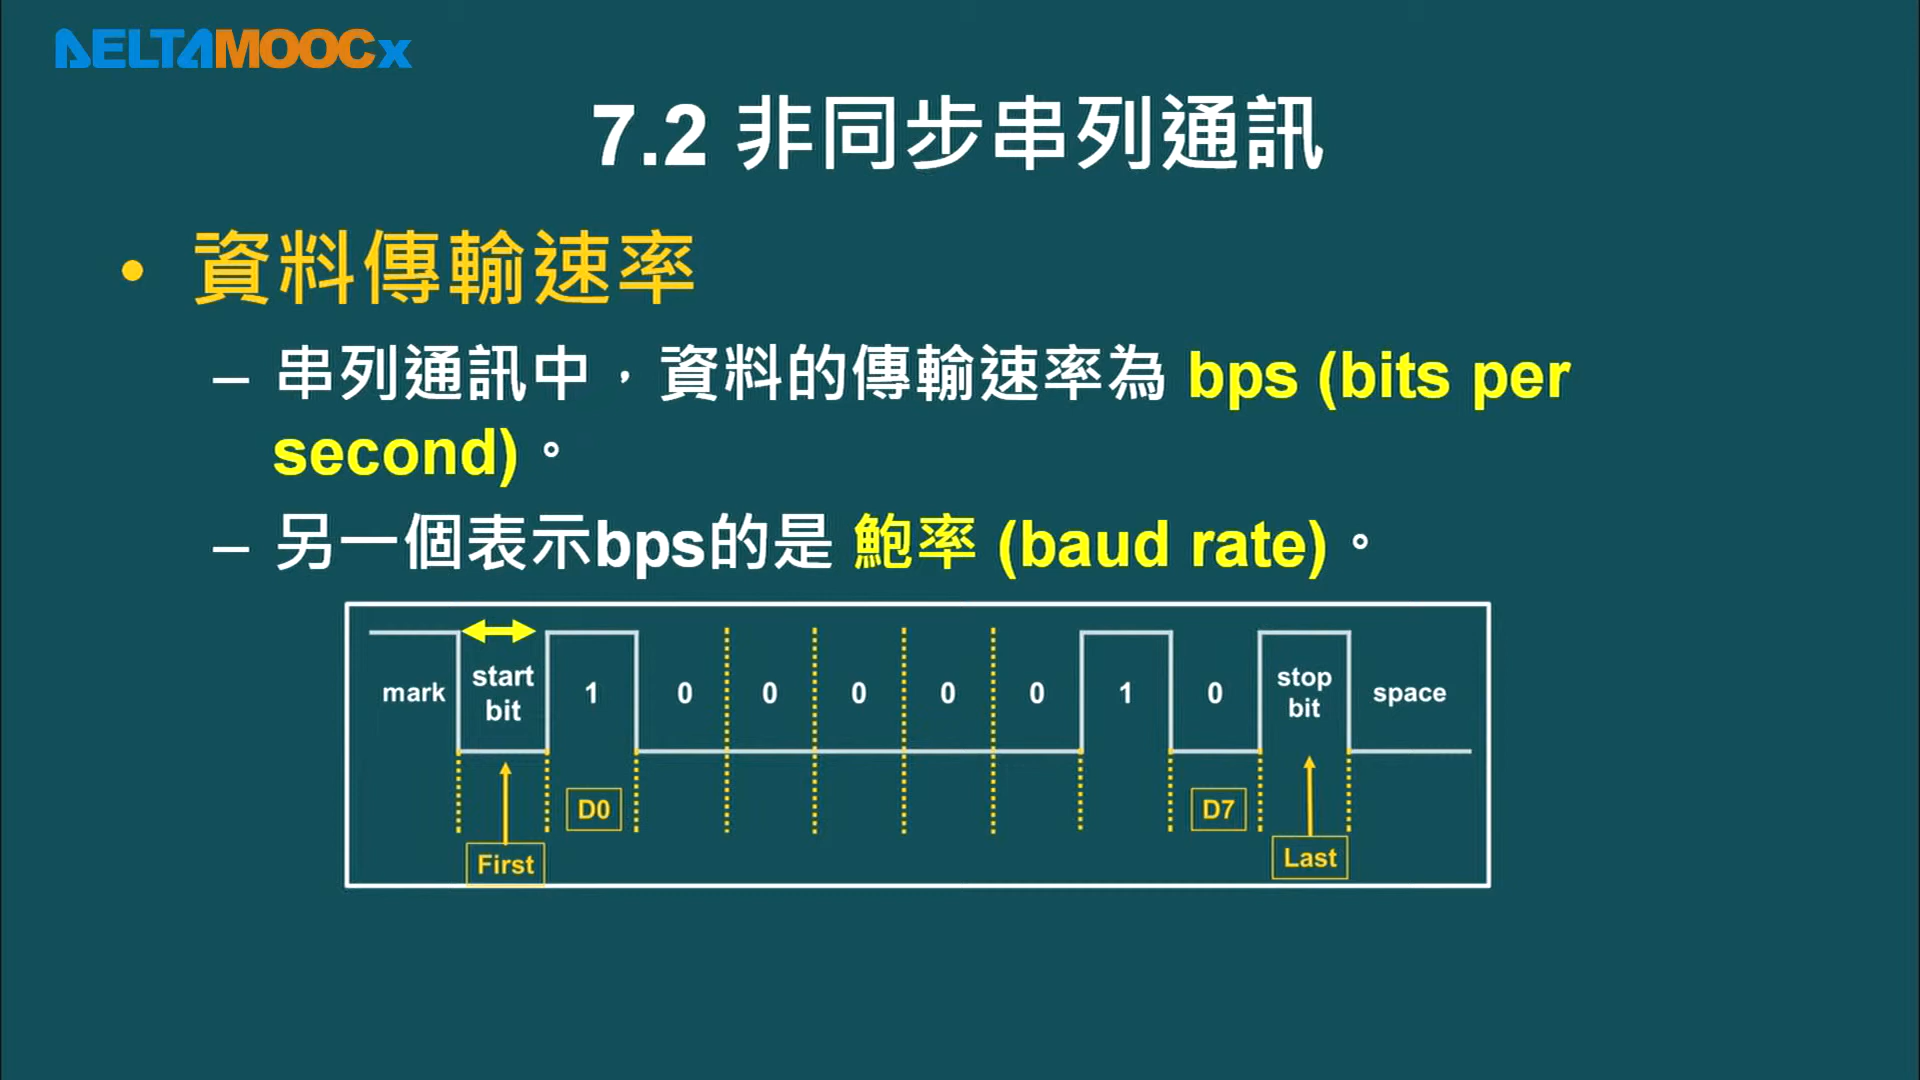 DELTAMOOCx
7.2 非同步串列通訊
• 資料傳輸速率
– 串列通訊中，資料的傳輸速率為 bps (bits per
second)。
– 另一個表示bps的是 鮑率 (baud rate)。
mark start bit 1 0 0 0 0 0 1 0 stop bit space
D0 D7
First Last